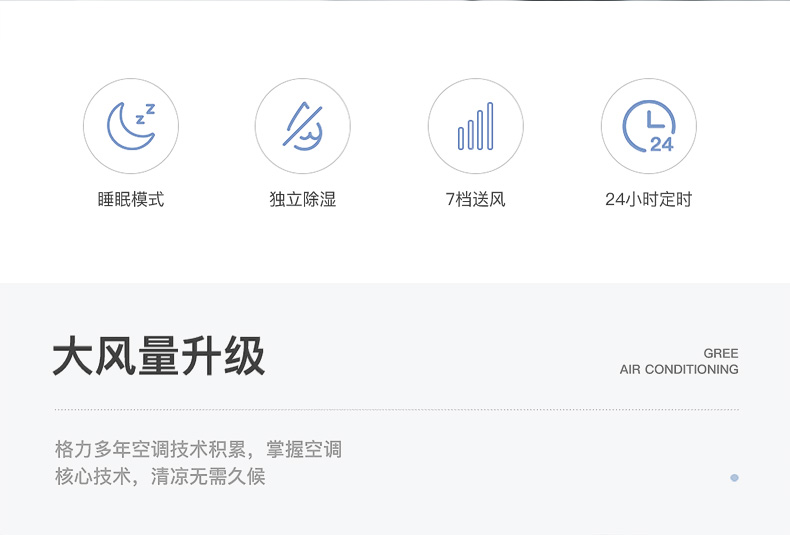 z z
24
睡眠模式
独立除湿
7档送风
24小时定时
大风量升级
GREE
AIR CONDITIONING
格力多年空调技术积累，掌握空调
核心技术，清凉无需久候